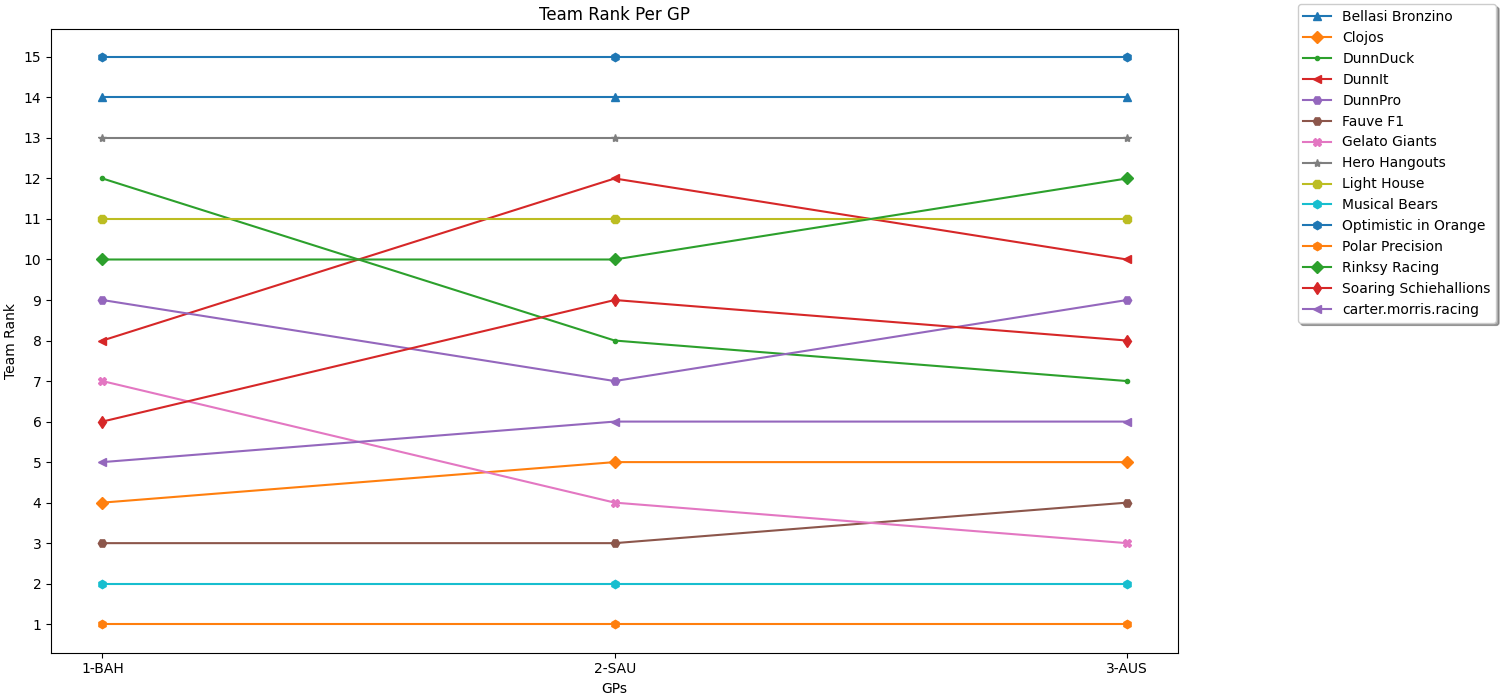 Team Rank Per GP
15
14
13
12
11
10
9
8
7
6
5
4
3
2
1
Team Rank
1-BAH
2-SAU
3-AUS
GPs
Bellasi Bronzino
Clojos
DunnDuck
DunnIt
DunnPro
Fauve F1
Gelato Giants
Hero Hangouts
Light House
Musical Bears
Optimistic in Orange
Polar Precision
Rinksy Racing
Soaring Schiehallions
carter.morris.racing